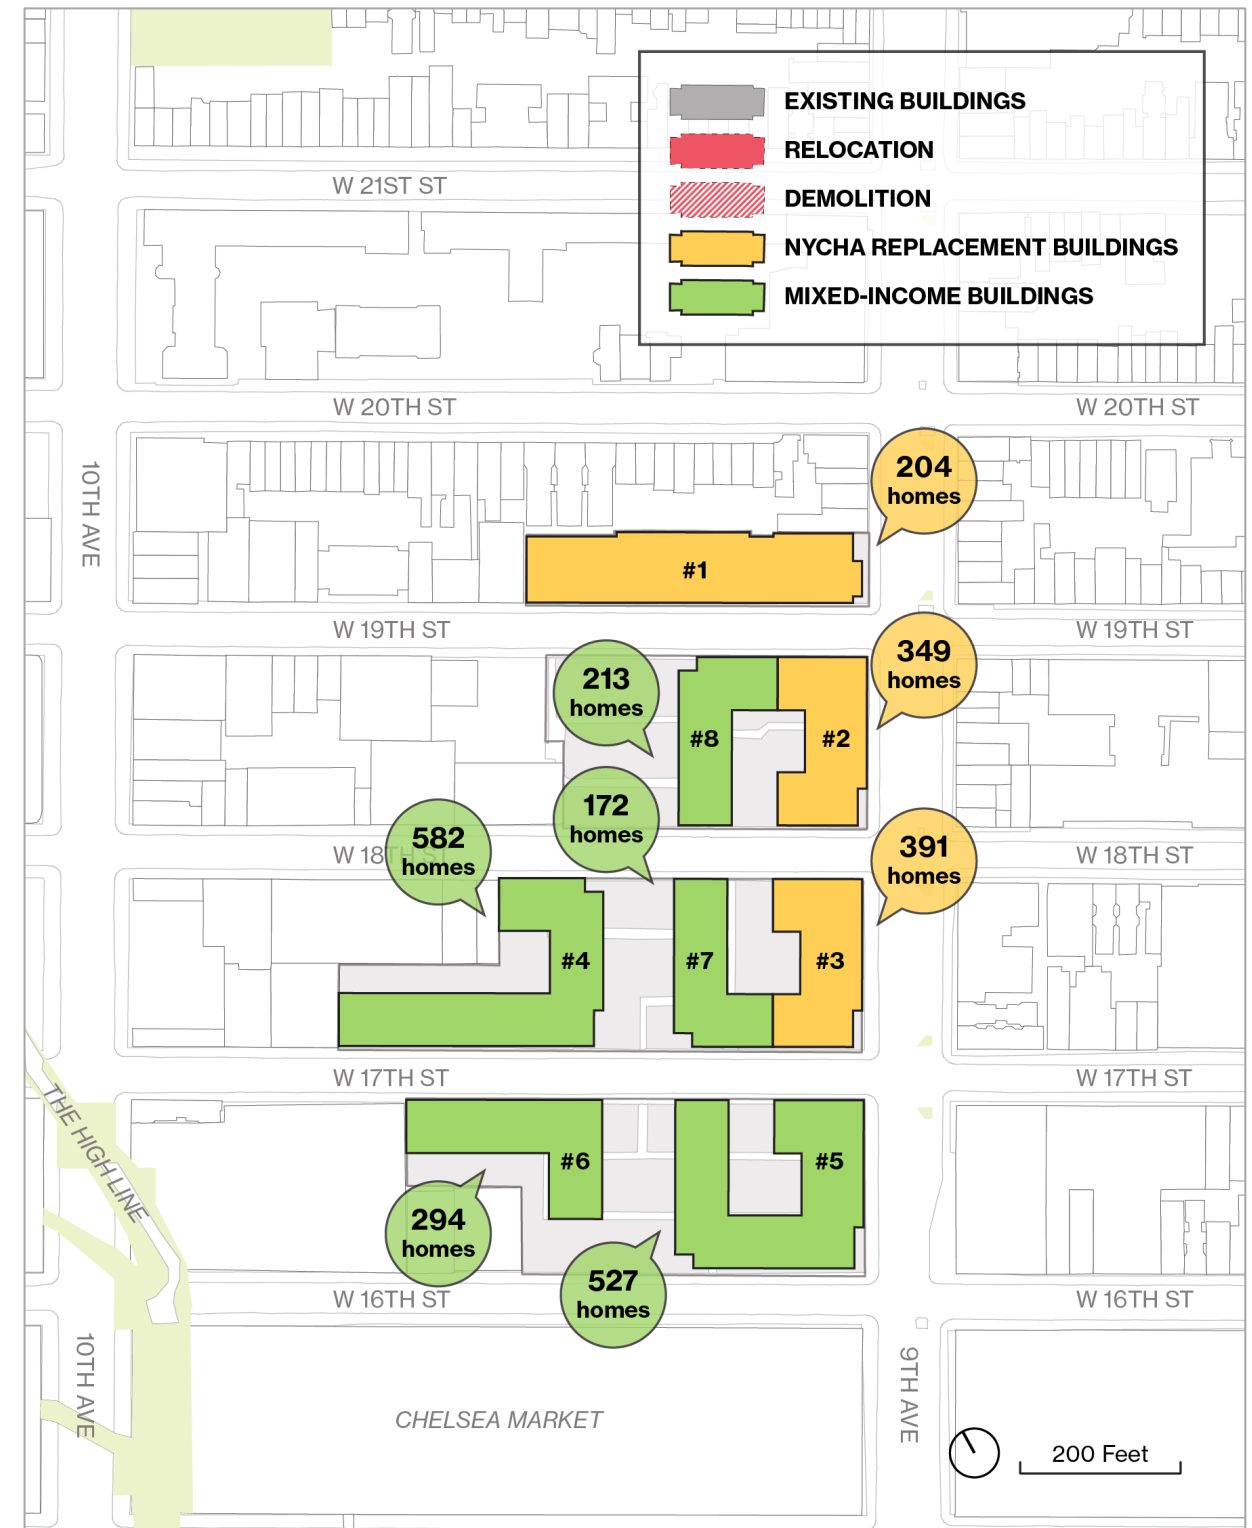 EXISTING BUILDINGS
RELOCATION
DEMOLITION
NYCHA REPLACEMENT BUILDINGS
MIXED-INCOME BUILDINGS
W 21ST ST
W 20TH ST
W 20TH ST
10TH AVE
204
homes
#1
W 19TH ST
W 19TH ST
213
homes
349
homes
#8
#2
172
homes
582
homes
W 18TH ST
391
homes
W 18TH ST
#4
#7
#3
W 17TH ST
W 17TH ST
THE HIGH LINE
#6
#5
294
homes
527
homes
W 16TH ST
W 16TH ST
10TH AVE
9TH AVE
CHELSEA MARKET
200 Feet